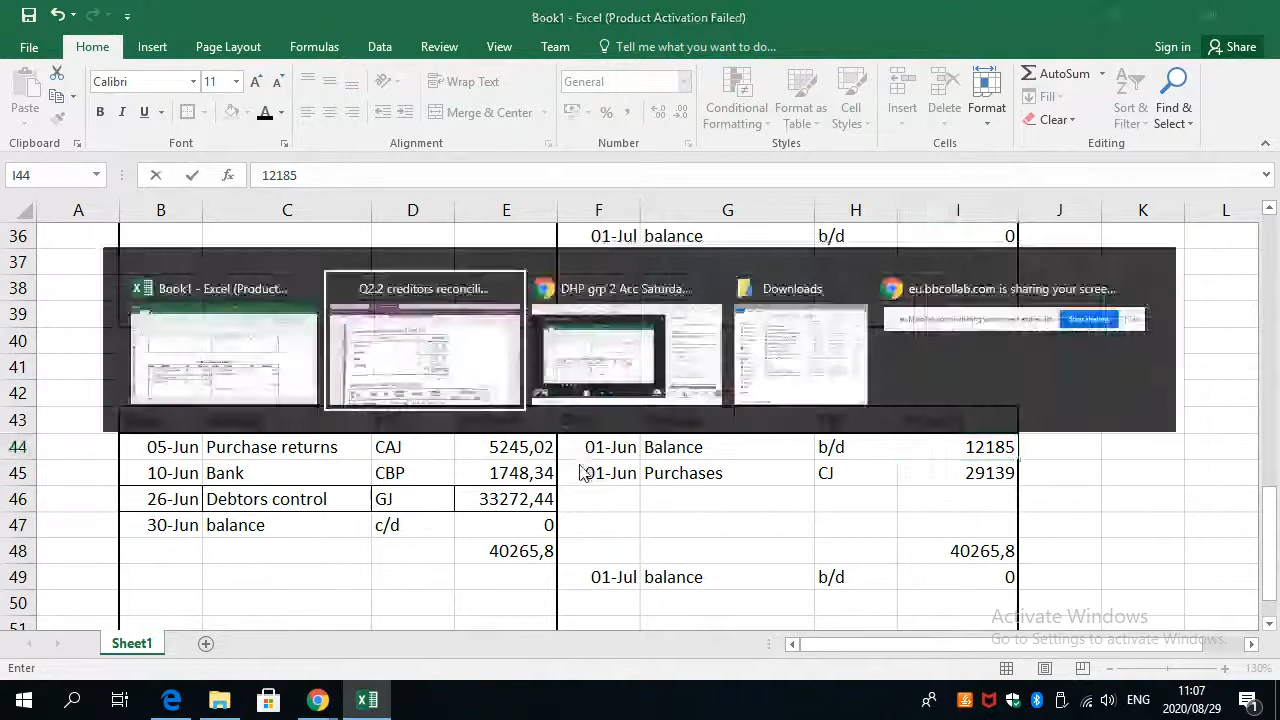 Book1 - Excel (Product Activation Failed)
File Home Insert Page Layout Formulas Data Review View Team Tell me what you want to do... Sign in Share
Paste Calibri 11 Wrap Text General Conditional Formatting Format as Table Cell Styles Insert Delete Format AutoSum Fill Clear Sort & Filter Find & Select
B I U Merge & Center % ,
Clipboard Font Alignment Number Styles Cells Editing
I44 fx 12185
A B C D E F G H I J K L
36 01-Jul balance b/d 0
37
38 Book1 - Excel (Product... Q2.2 creditors reconcili... DHP grp 2 Acc Saturda... Downloads eu.bbcollab.com is sharing your scree...
39 Stop sharing
40
41
42
43
44 05-Jun Purchase returns CAJ 5245,02 01-Jun Balance b/d 12185
45 10-Jun Bank CBP 1748,34 01-Jun Purchases CJ 29139
46 26-Jun Debtors control GJ 33272,44
47 30-Jun balance c/d 0
48 40265,8 40265,8
49 01-Jul balance b/d 0
50
51
Activate Windows
Go to Settings to activate Windows.
Sheet1
Enter 130%
ENG 11:07
2020/08/29 1